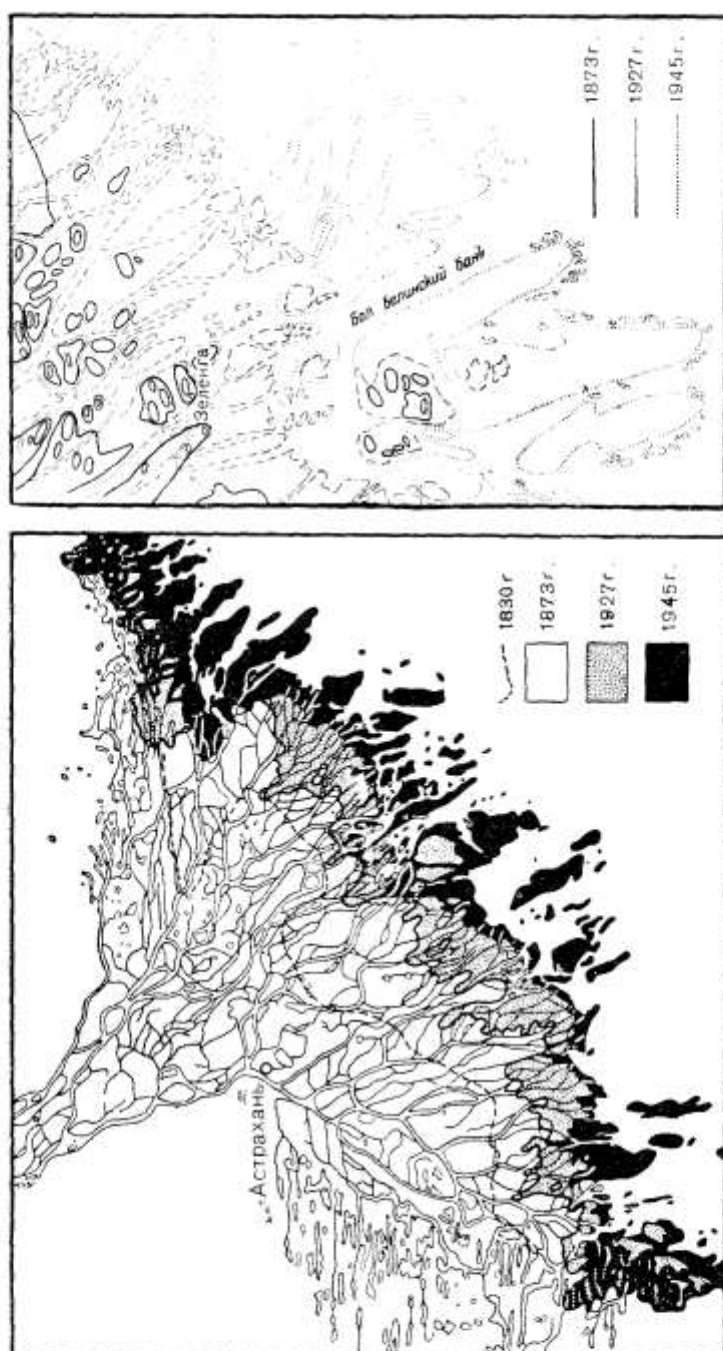 Зеленга
Бел
белинский банк
1873г.
1927г.
1945г.
Астрахань
1830г
1873г.
1927г.
1945г.